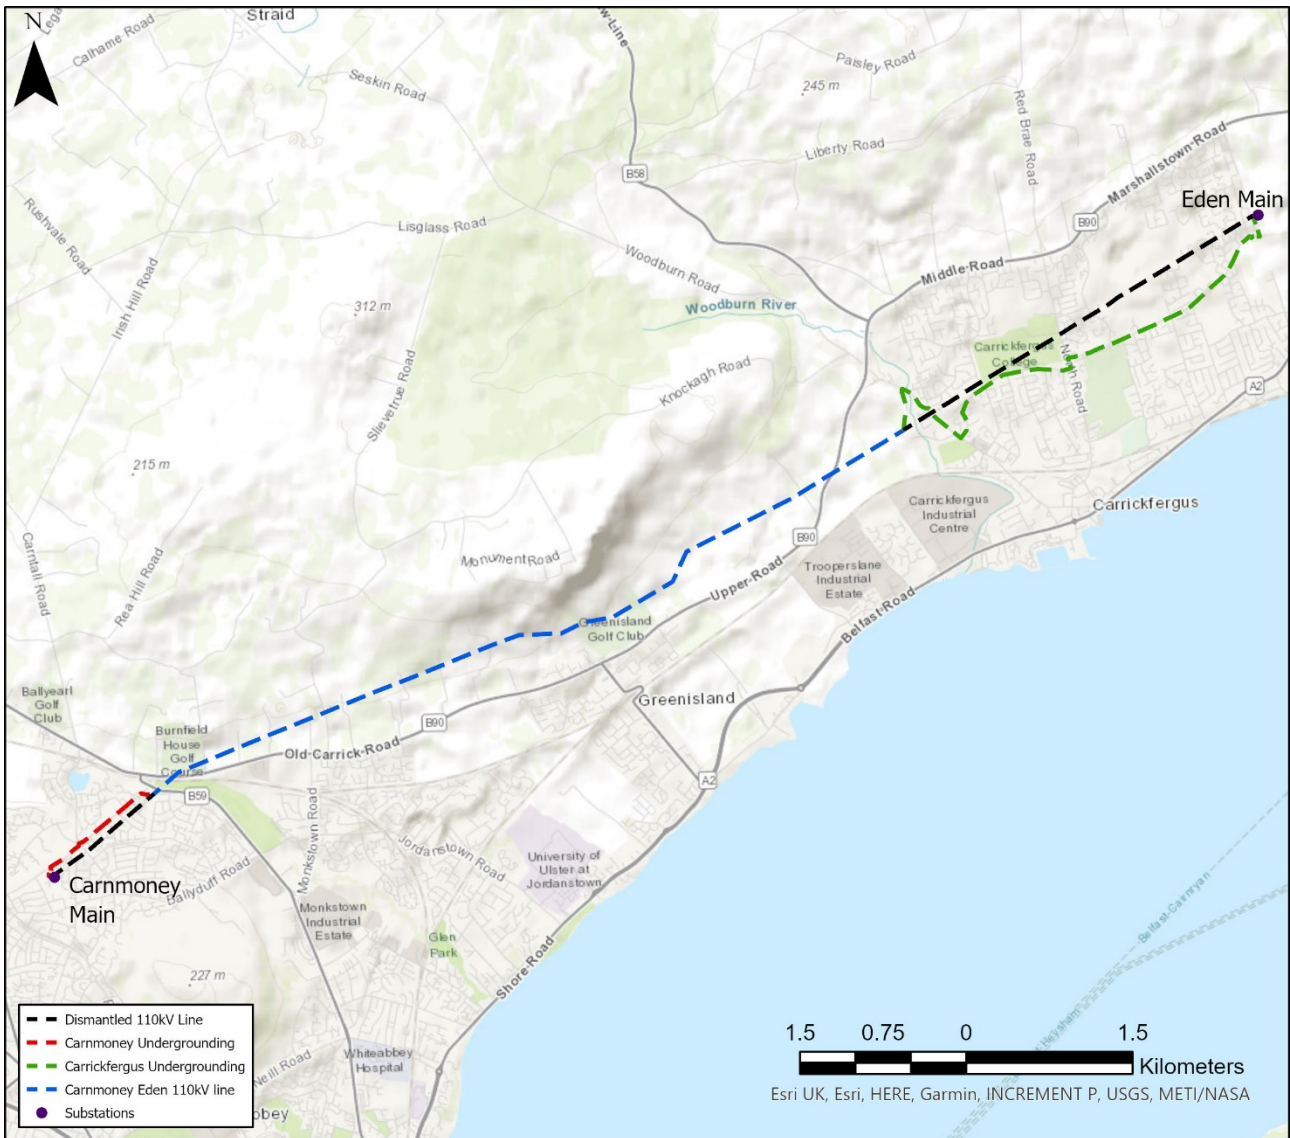 N
Straid
Calhame Road
Seskin Road
Paisley Road
245 m
Red Brae Road
Liberty Road
B58
Marshallstown-Road
Rushvale Road
Lisglass Road
Eden Main
B90
Irish Hill Road
Woodburn Road
Middle-Road
312 m
Woodburn River
Carrickfergus
College
North Road
Knockagh Road
Slievetrue Road
A2
215 m
Carrickfergus
Industrial
Centre
Carrickfergus
B90
Carntall Road
Rea Hill Road
Monument Road
Trooperslane
Industrial
Estate
Upper-Road
Belfast-Road
Greenisland
Golf Club
Ballyearl
Golf
Club
Greenisland
Burnfield
House
Golf
Course
B90
Old-Carrick-Road
A2
B59
Monkstown Road
Jordanstown Road
University of
Ulster at
Jordanstown
Carnmoney
Main
Ballyduff Road
Monkstown
Industrial
Estate
Glen
Park
Belfast-Cairnryan
227 m
Shore-Road
Dismantled 110kV Line
Carnmoney Undergrounding
Carrickfergus Undergrounding
Carnmoney Eden 110kV line
Substations
Whiteabbey
Hospital
Neill Road
1.5 0.75 0 1.5
Kilometers
Esri UK, Esri, HERE, Garmin, INCREMENT P, USGS, METI/NASA